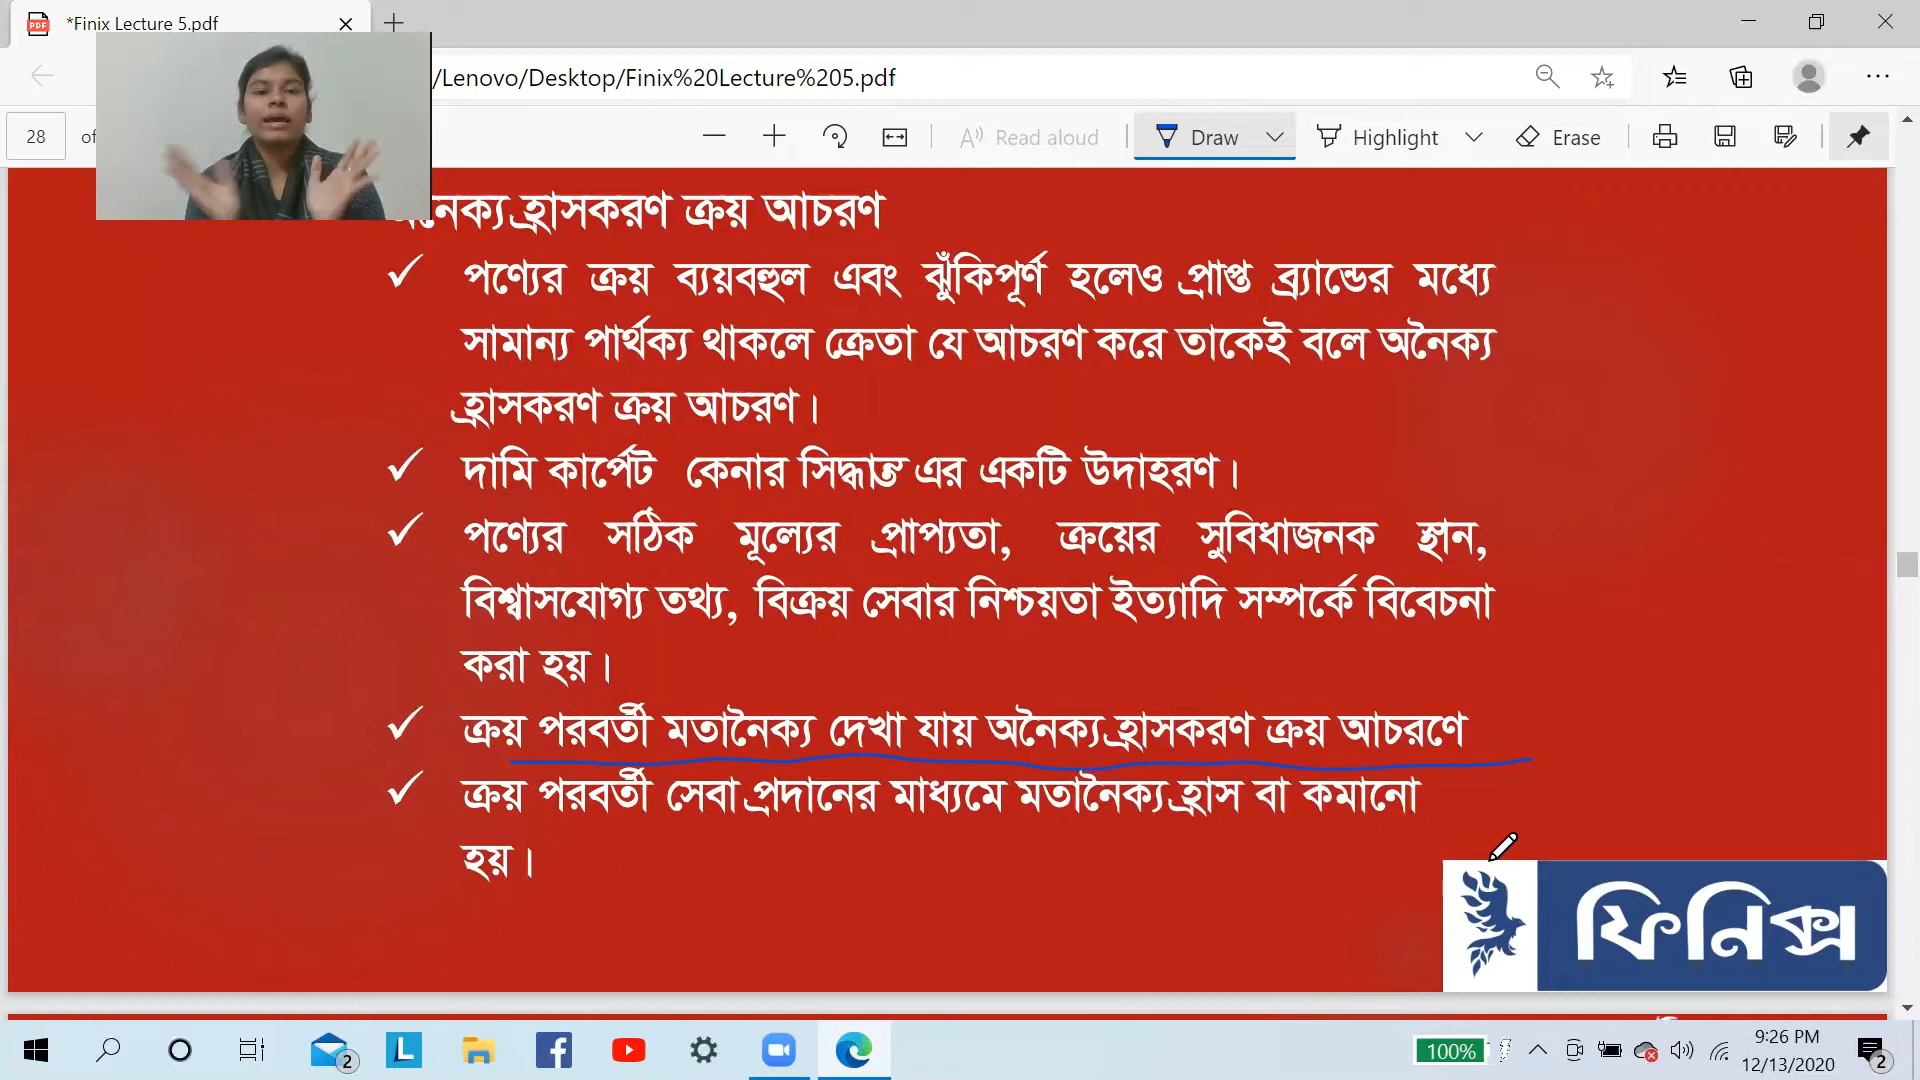 *Finix Lecture 5.pdf
/Lenovo/Desktop/Finix%20Lecture%205.pdf
28 of
Read aloud Draw Highlight Erase
অনৈক্য হ্রাসকরণ ক্রয় আচরণ
✓ পণ্যের ক্রয় ব্যয়বহুল এবং ঝুঁকিপূর্ণ হলেও প্রাপ্ত ব্র্যান্ডের মধ্যে
সামান্য পার্থক্য থাকলে ক্রেতা যে আচরণ করে তাকেই বলে অনৈক্য
হ্রাসকরণ ক্রয় আচরণ।
✓ দামি কার্পেট কেনার সিদ্ধান্ত এর একটি উদাহরণ।
✓ পণ্যের সঠিক মূল্যের প্রাপ্যতা, ক্রয়ের সুবিধাজনক স্থান,
বিশ্বাসযোগ্য তথ্য, বিক্রয় সেবার নিশ্চয়তা ইত্যাদি সম্পর্কে বিবেচনা
করা হয়।
✓ ক্রয় পরবর্তী মতানৈক্য দেখা যায় অনৈক্য হ্রাসকরণ ক্রয় আচরণে
✓ ক্রয় পরবর্তী সেবা প্রদানের মাধ্যমে মতানৈক্য হ্রাস বা কমানো
হয়।
ফিনিক্স
2
L
100%
9:26 PM
12/13/2020
2